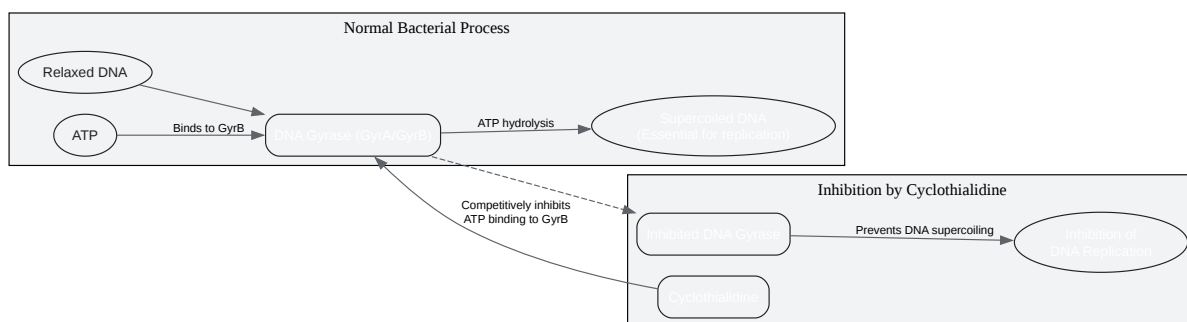 Normal Bacterial Process
Relaxed DNA
ATP
Binds to GyrB
DNA Gyrase (GyrA/GyrB)
ATP hydrolysis
Supercoiled DNA
(Essential for replication)
Competitively inhibits
ATP binding to GyrB
Inhibition by Cyclothialidine
Inhibited DNA Gyrase
Prevents DNA supercoiling
Inhibition of
DNA Replication
Cyclothialidine